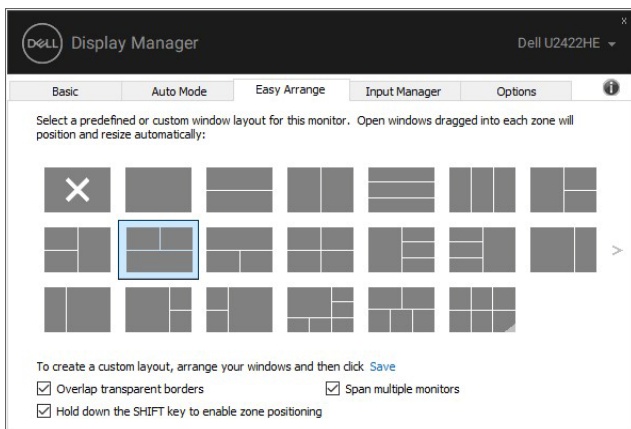 x
DELL Display Manager Dell U2422HE
Basic Auto Mode Easy Arrange Input Manager Options i
Select a predefined or custom window layout for this monitor. Open windows dragged into each zone will
position and resize automatically:
>
To create a custom layout, arrange your windows and then click Save
Overlap transparent borders Span multiple monitors
Hold down the SHIFT key to enable zone positioning